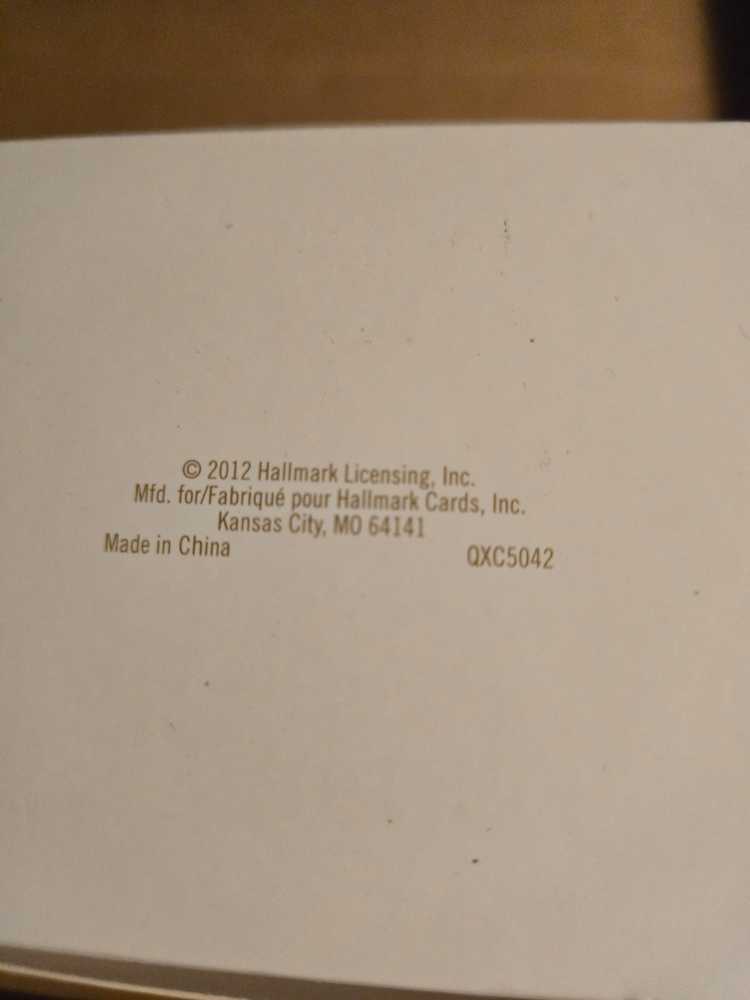 © 2012 Hallmark Licensing, Inc.
Mfd. for/Fabriqué pour Hallmark Cards, Inc.
Kansas City, MO 64141
Made in China QXC5042